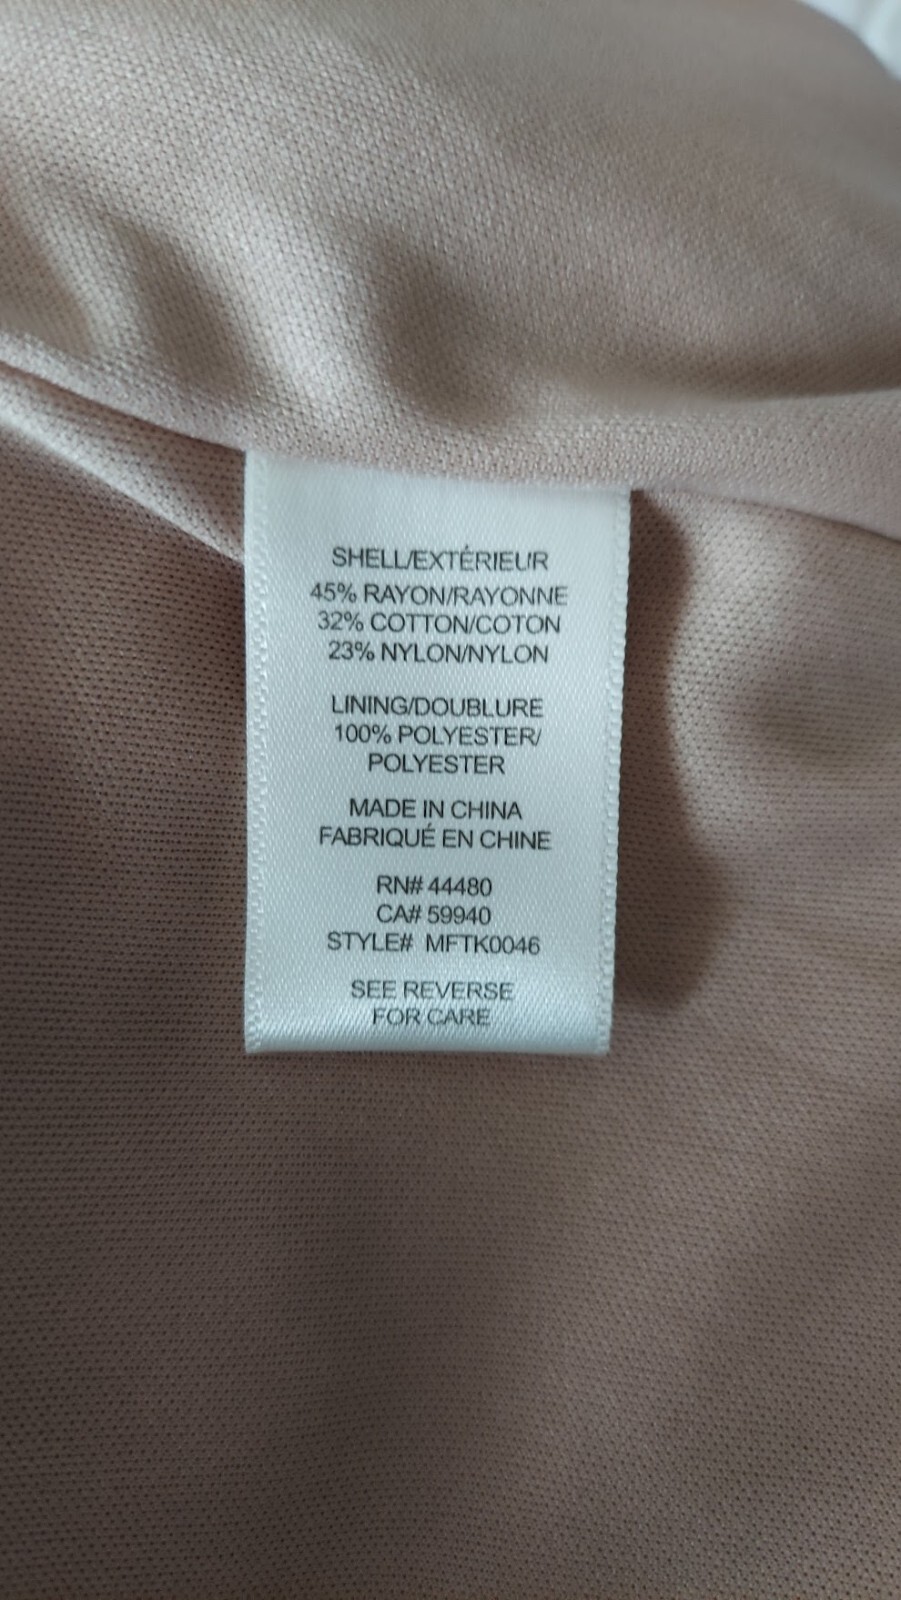 SHELL/EXTÉRIEUR
45% RAYON/RAYONNE
32% COTTON/COTON
23% NYLON/NYLON
LINING/DOUBLURE
100% POLYESTER/
POLYESTER
MADE IN CHINA
FABRIQUÉ EN CHINE
RN# 44480
CA# 59940
STYLE# MFTK0046
SEE REVERSE
FOR CARE